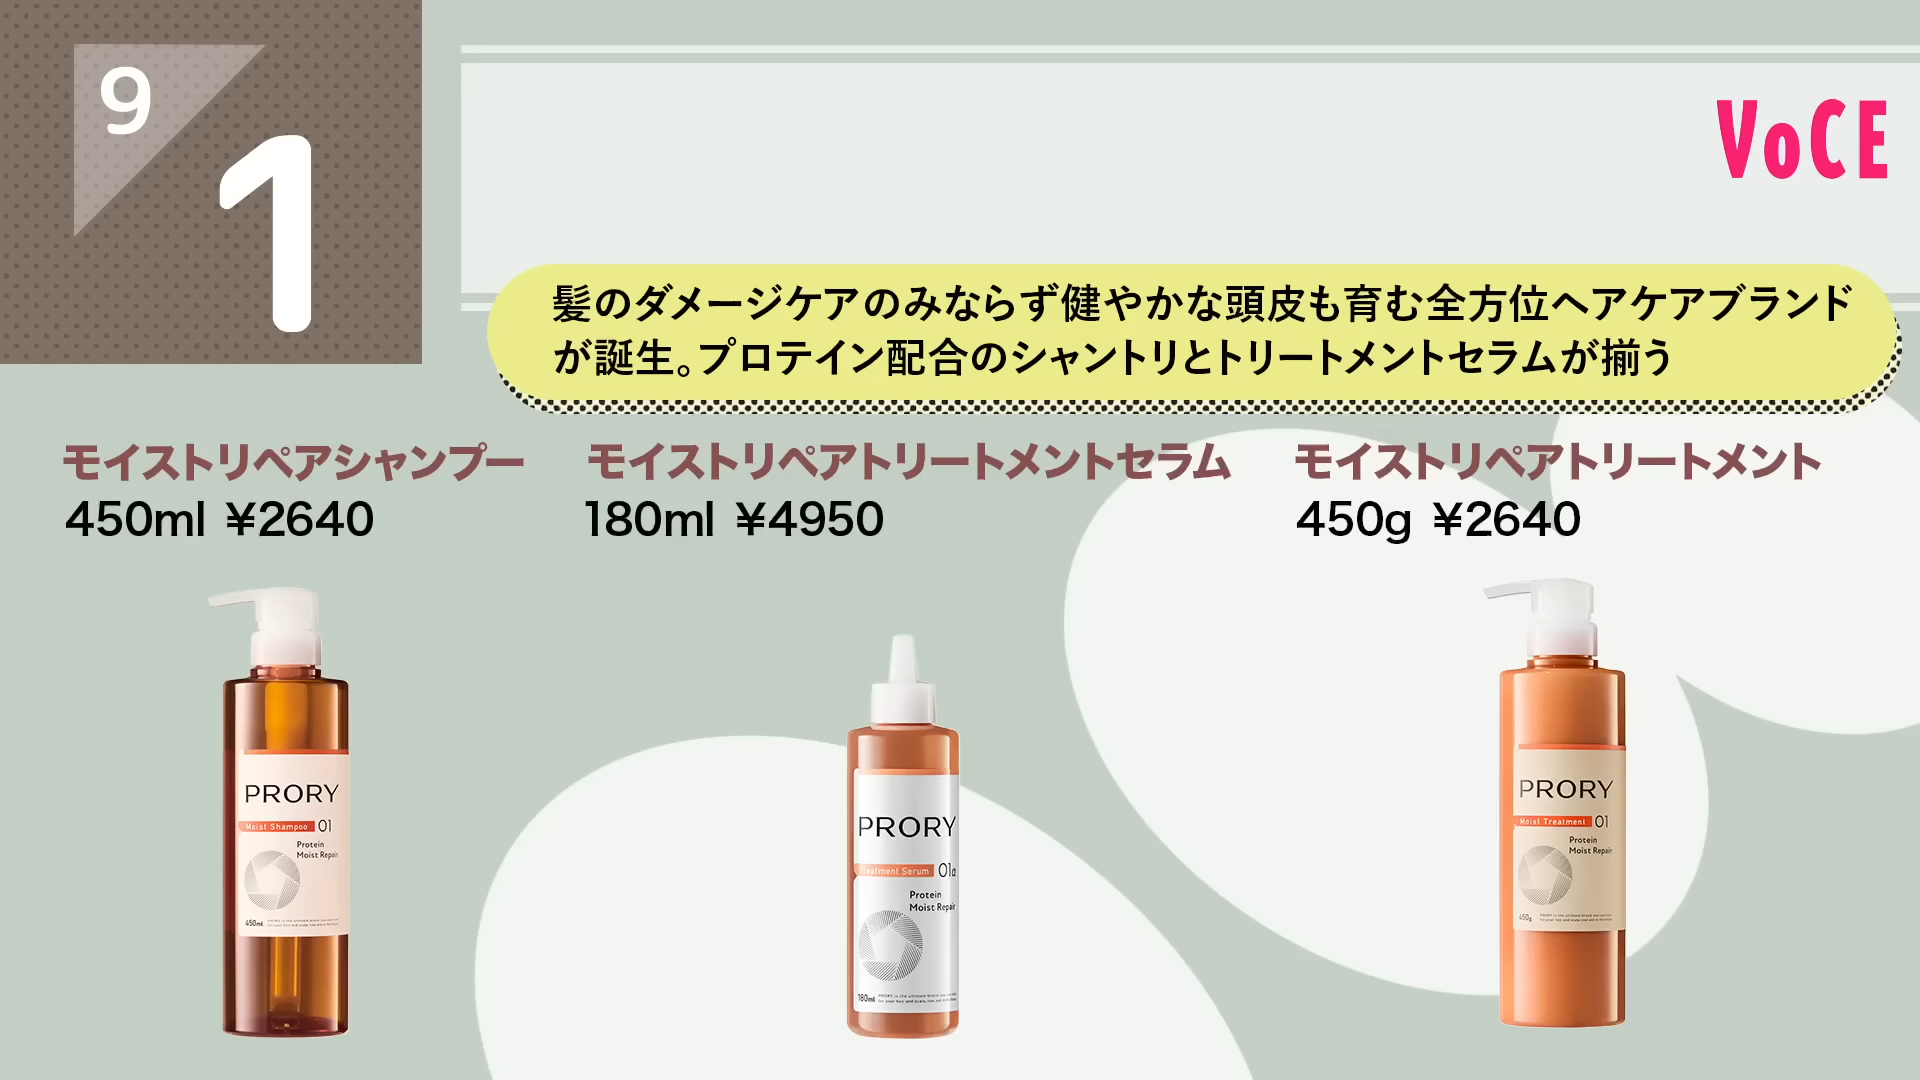 9
1
VoCE
髪のダメージケアのみならず健やかな頭皮も育む全方位ヘアケアブランド
が誕生。プロテイン配合のシャントリとトリートメントセラムが揃う
モイストリペアシャンプー
450ml ¥2640
モイストリペアトリートメントセラム
180ml ¥4950
モイストリペアトリートメント
450g ¥2640
PRORY
Moist Shampoo 01
Protein
Moist Repair
450ml
PRORY
Treatment Serum 01a
Protein
Moist Repair
180ml
PRORY
Moist Treatment 01
Protein
Moist Repair
450g